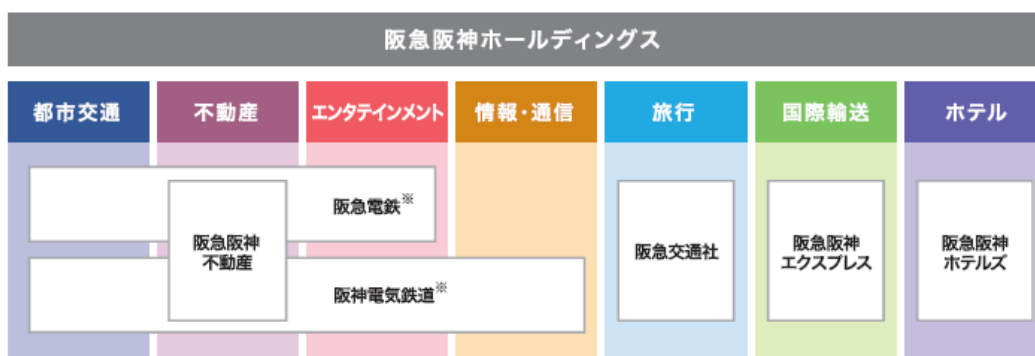 阪急阪神ホールディングス
都市交通
不動産
エンタテインメント
情報・通信
旅行
国際輸送
ホテル
阪急電鉄※
阪急阪神
不動産
阪神電気鉄道※
阪急交通社
阪急阪神
エクスプレス
阪急阪神
ホテルズ